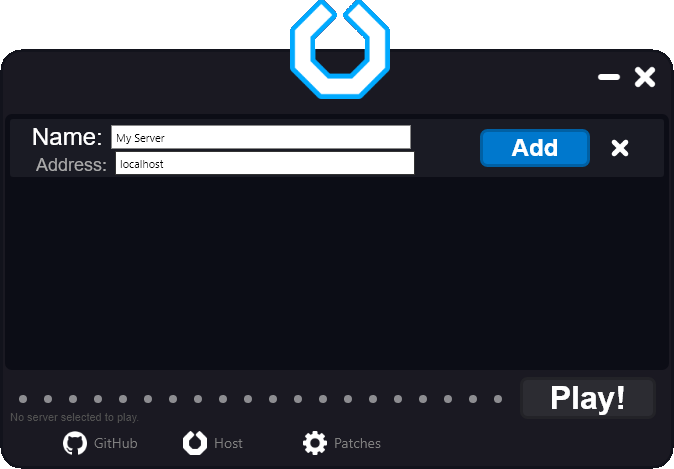 Name: My Server
Add
Address: localhost
Play!
No server selected to play.
GitHub Host Patches